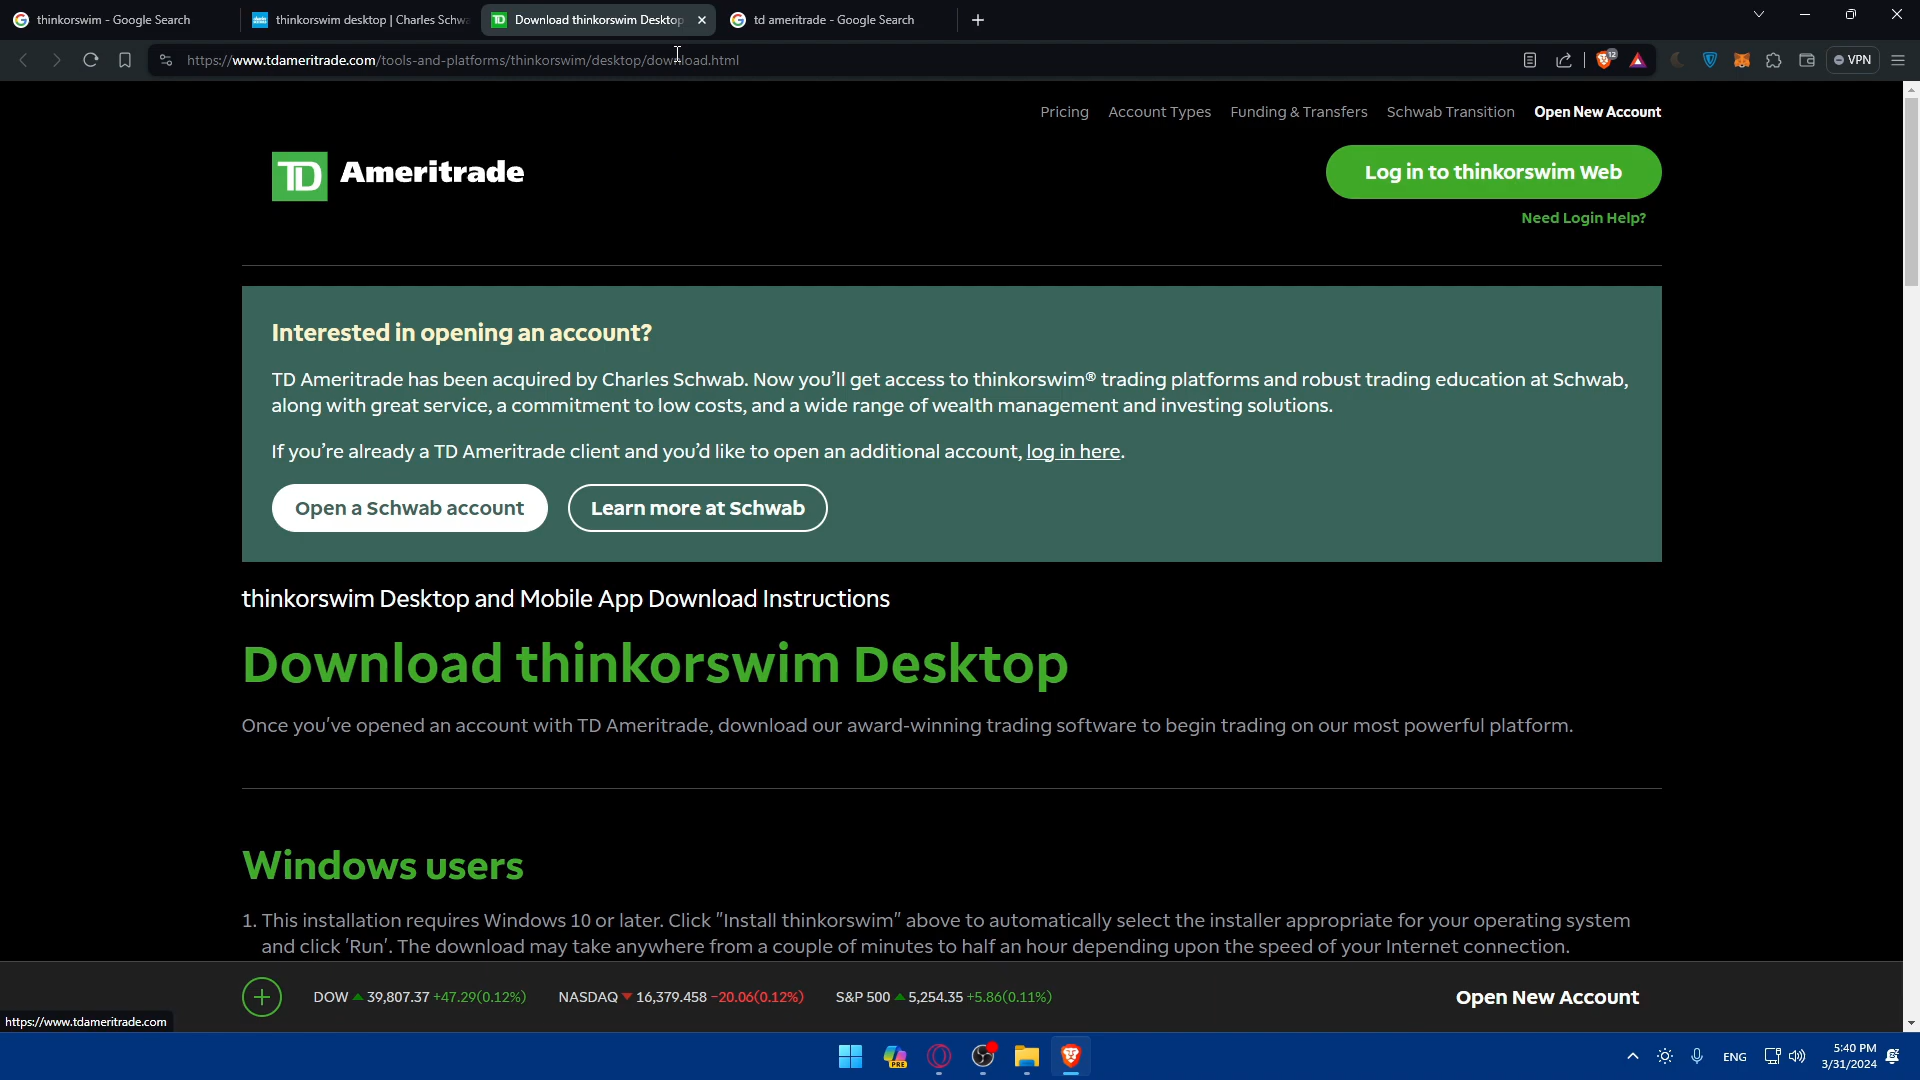 thinkorswim - Google Search
thinkorswim desktop | Charles Schwa
Download thinkorswim Desktop
td ameritrade - Google Search
https://www.tdameritrade.com/tools-and-platforms/thinkorswim/desktop/download.html
12
VPN
Pricing
Account Types
Funding & Transfers
Schwab Transition
Open New Account
TD Ameritrade
Log in to thinkorswim Web
Need Login Help?
Interested in opening an account?
TD Ameritrade has been acquired by Charles Schwab. Now you’ll get access to thinkorswim® trading platforms and robust trading education at Schwab,
along with great service, a commitment to low costs, and a wide range of wealth management and investing solutions.
If you’re already a TD Ameritrade client and you’d like to open an additional account, log in here.
Open a Schwab account
Learn more at Schwab
thinkorswim Desktop and Mobile App Download Instructions
Download thinkorswim Desktop
Once you've opened an account with TD Ameritrade, download our award-winning trading software to begin trading on our most powerful platform.
Windows users
1. This installation requires Windows 10 or later. Click "Install thinkorswim" above to automatically select the installer appropriate for your operating system
and click 'Run'. The download may take anywhere from a couple of minutes to half an hour depending upon the speed of your Internet connection.
DOW 39,807.37 +47.29(0.12%)
NASDAQ 16,379.458 -20.06(0.12%)
S&P 500 5,254.35 +5.86(0.11%)
Open New Account
https://www.tdameritrade.com
PRE
ENG
5:40 PM
3/31/2024